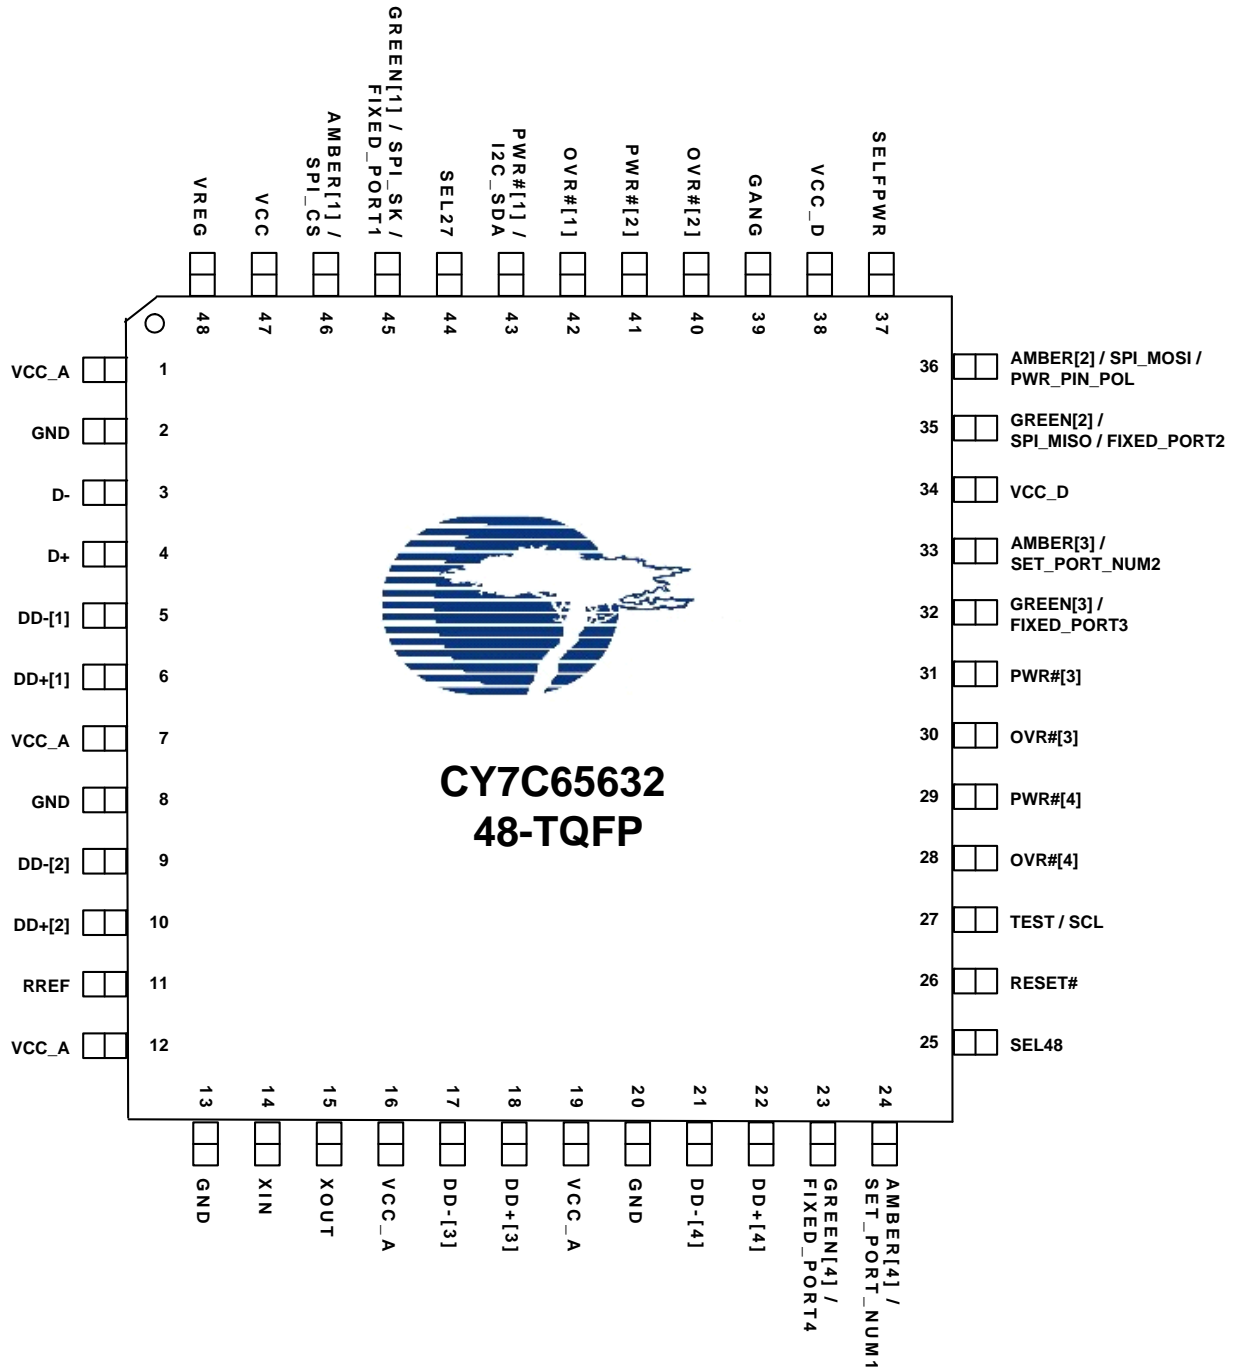 GREEN[1] / SPI_SK /
FIXED_PORT1
AMBER[1] /
SPI_CS
PWR#[1] /
I2C_SDA
VREG
VCC
SEL27
OVR#[1]
PWR#[2]
OVR#[2]
GANG
VCC_D
SELFPWR
48
47
46
45
44
43
42
41
40
39
38
37
VCC_A 1
GND 2
D- 3
D+ 4
DD-[1] 5
DD+[1] 6
VCC_A 7
GND 8
DD-[2] 9
DD+[2] 10
RREF 11
VCC_A 12
CY7C65632
48-TQFP
36 AMBER[2] / SPI_MOSI /
PWR_PIN_POL
35 GREEN[2] /
SPI_MISO / FIXED_PORT2
34 VCC_D
33 AMBER[3] /
SET_PORT_NUM2
32 GREEN[3] /
FIXED_PORT3
31 PWR#[3]
30 OVR#[3]
29 PWR#[4]
28 OVR#[4]
27 TEST / SCL
26 RESET#
25 SEL48
13
14
15
16
17
18
19
20
21
22
23
24
GND
XIN
XOUT
VCC_A
DD-[3]
DD+[3]
VCC_A
GND
DD-[4]
DD+[4]
GREEN[4] /
FIXED_PORT4
AMBER[4] /
SET_PORT_NUM1